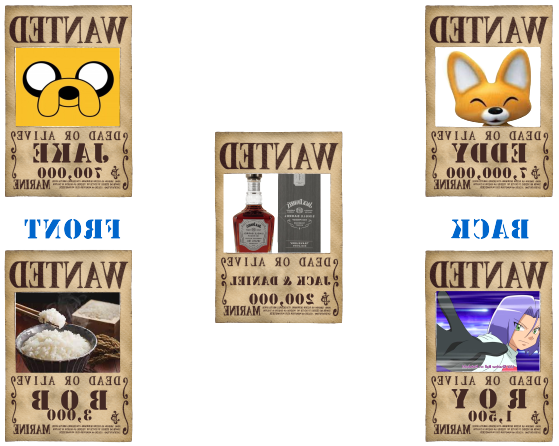 WANTED
DEAD OR ALIVE
JAKE
฿ 700,000
MARINE
WANTED
DEAD OR ALIVE
EDDY
฿ 7,000,000
MARINE
WANTED
DEAD OR ALIVE
JACK & DANIEL
฿ 200,000
MARINE
FRONT
BACK
WANTED
DEAD OR ALIVE
BOB
฿ 3,000
MARINE
WANTED
DEAD OR ALIVE
ROY
฿ 1,500
MARINE